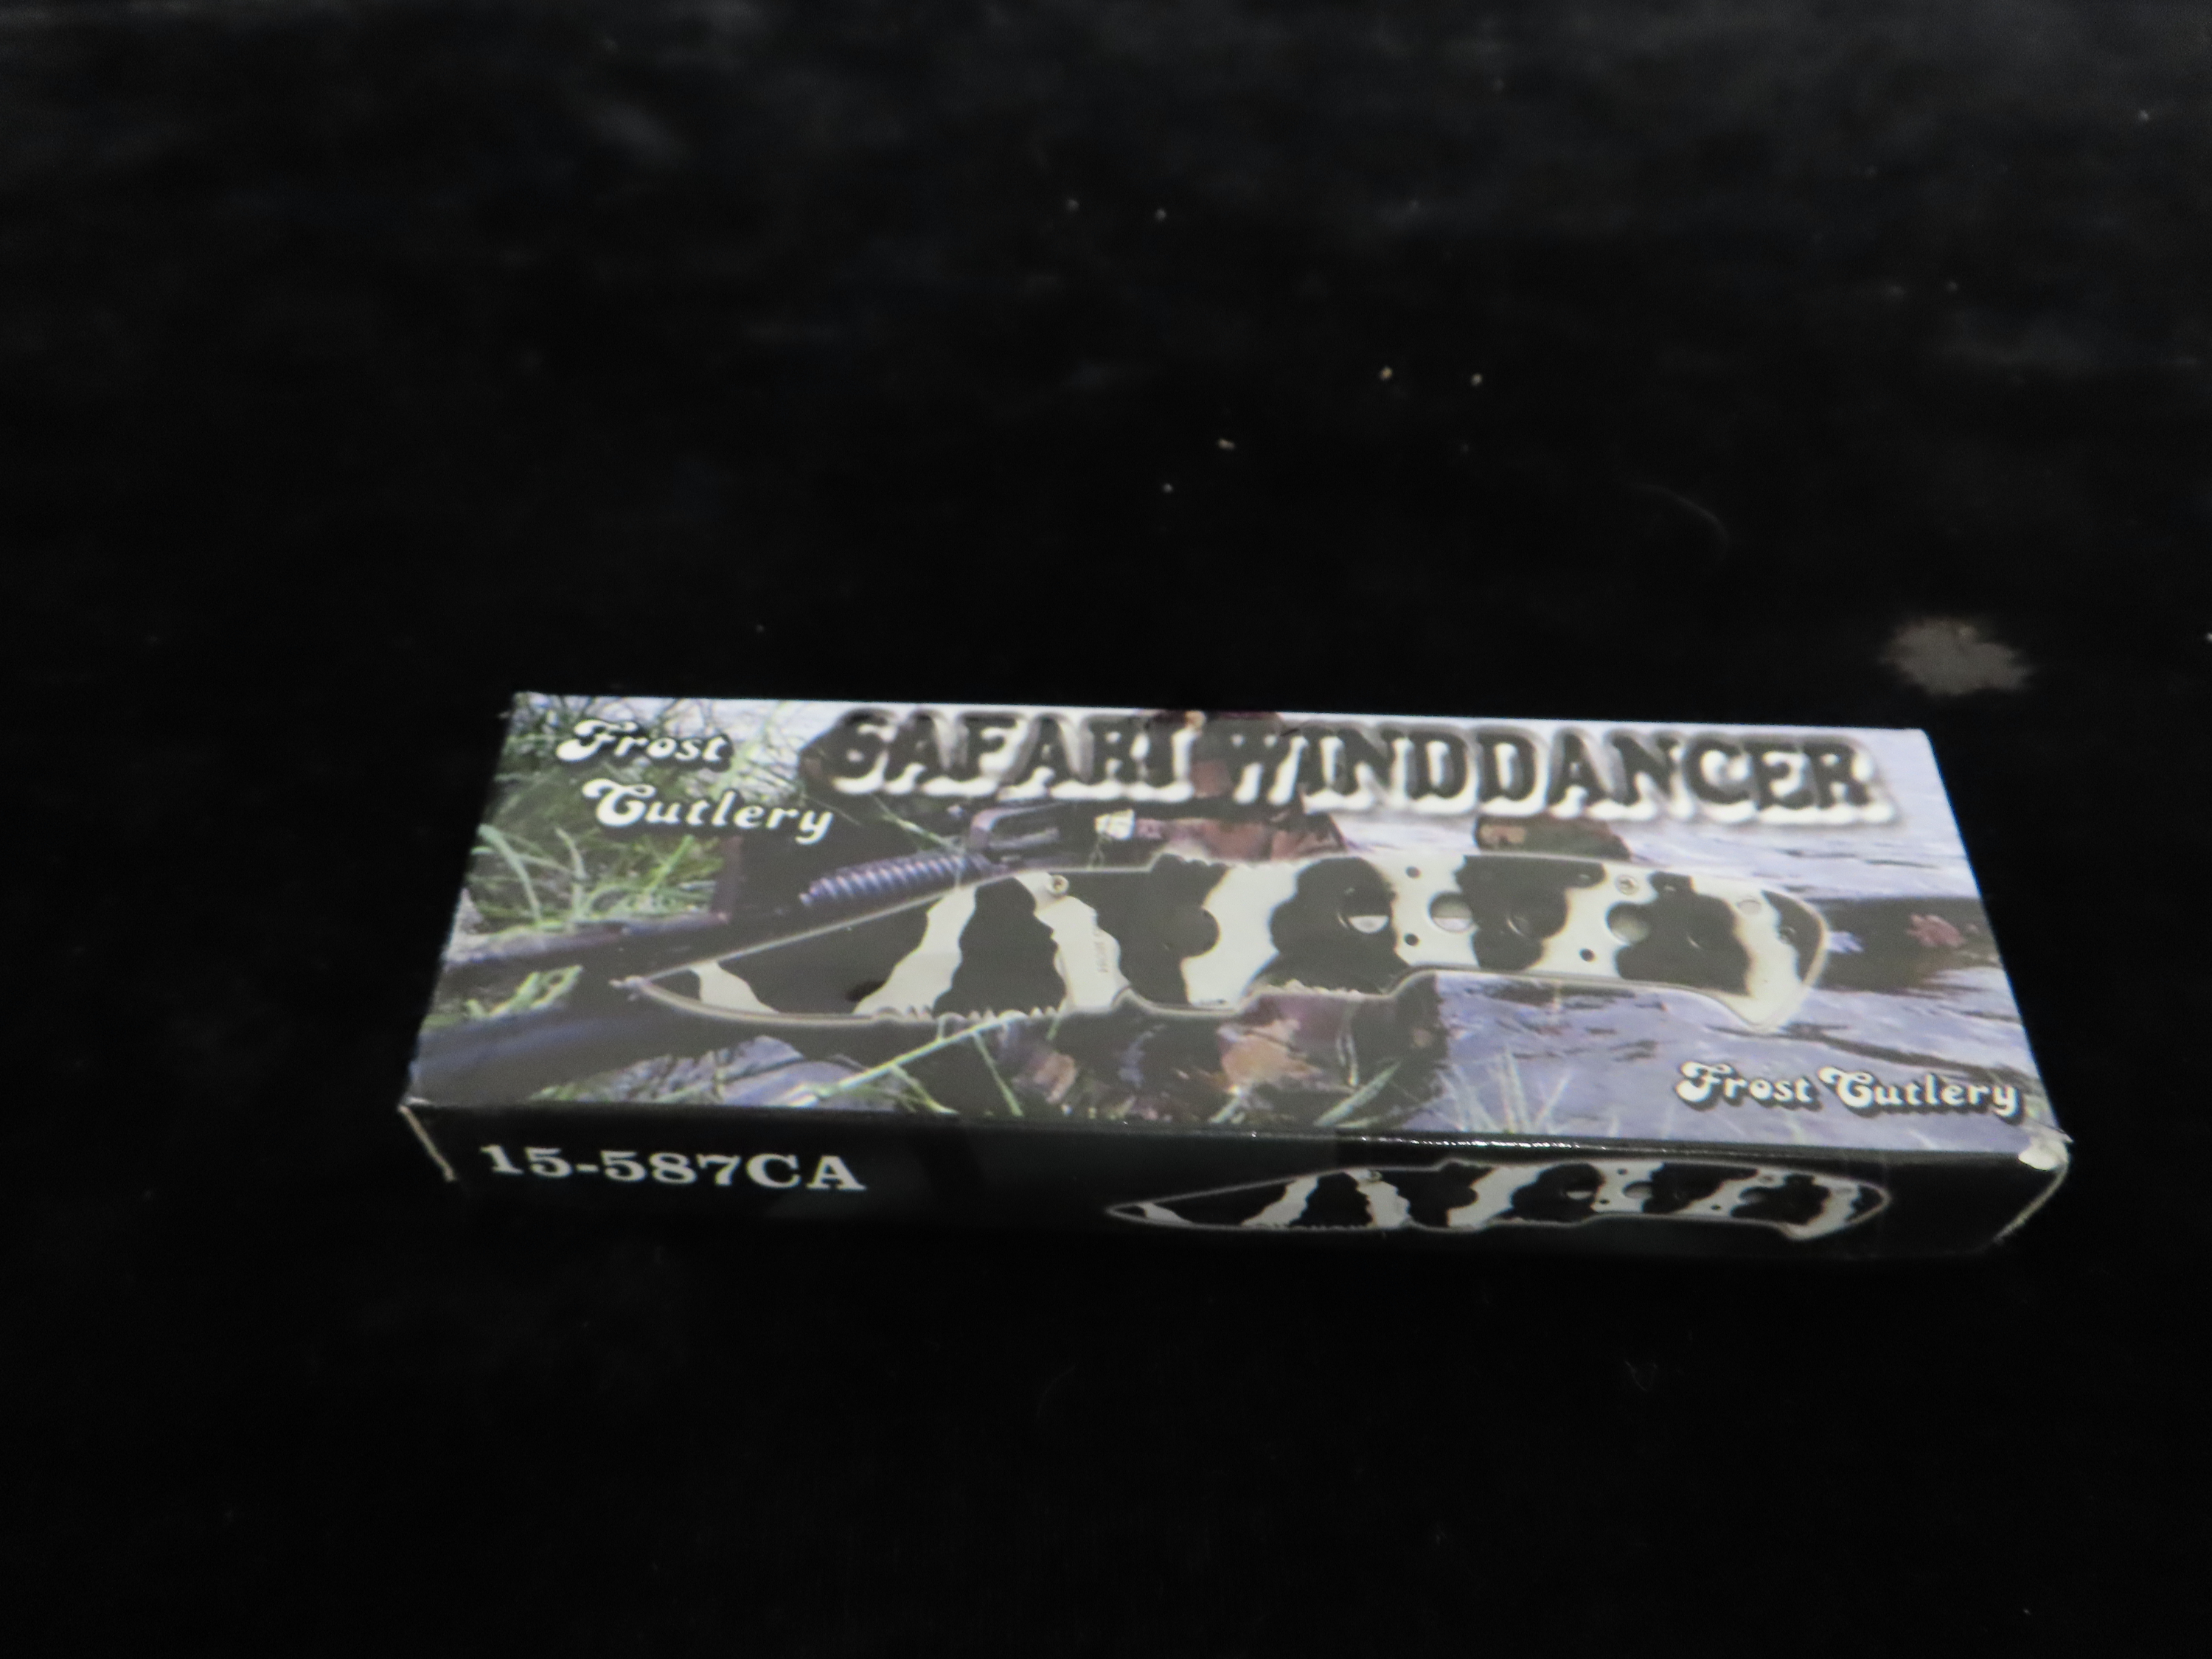 Frost
Cutlery
SAFARI WINDDANCER
Frost Cutlery
15-587CA